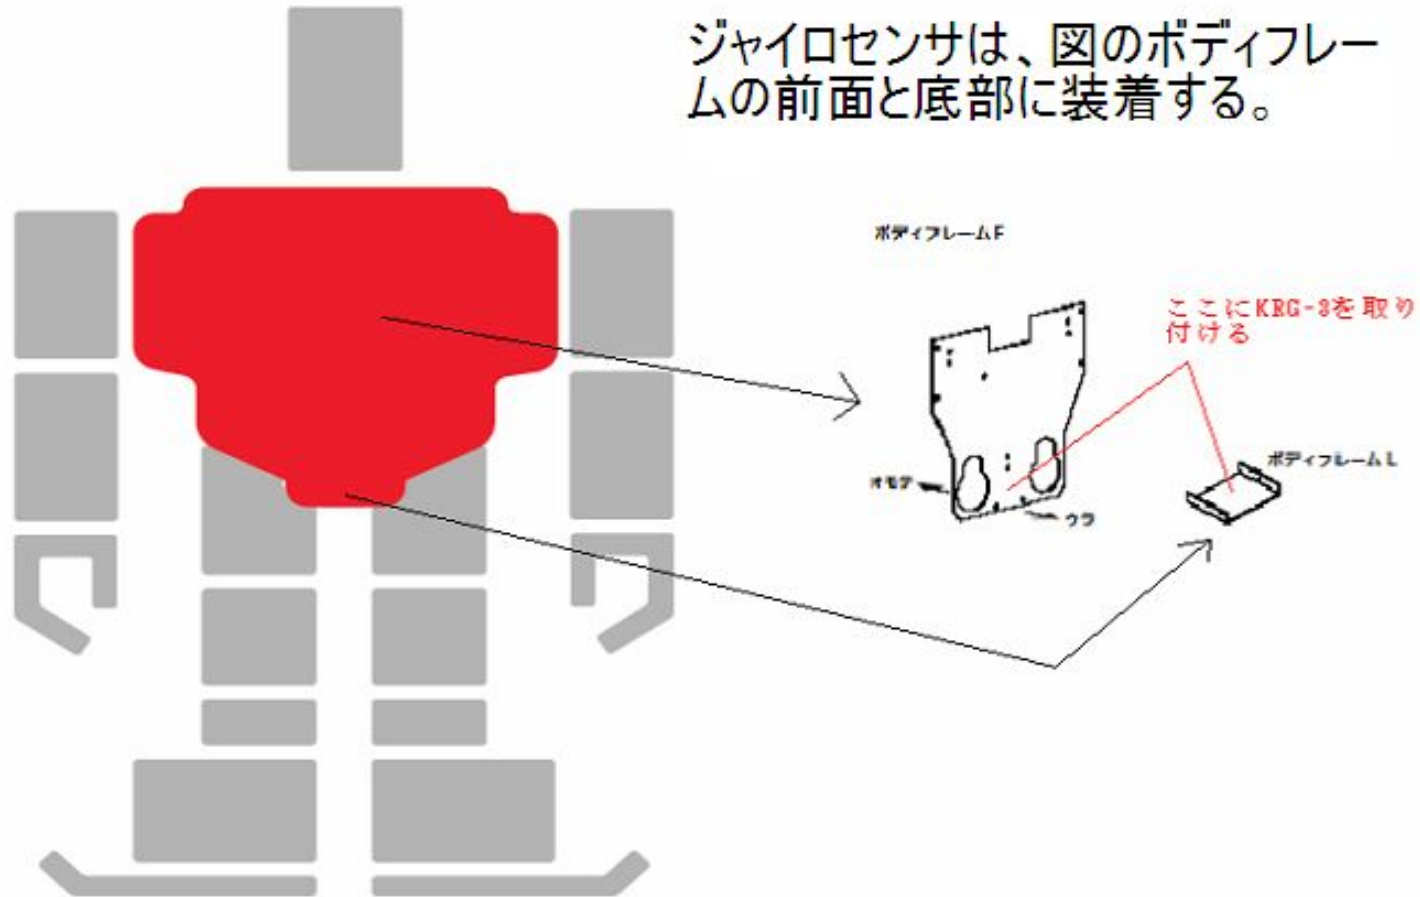 ジャイロセンサは、図のボディフレー
ムの前面と底部に装着する。
ボディフレームF
ここにKRG-3を取り
付ける
ボディフレームL
オモテ
ウラ